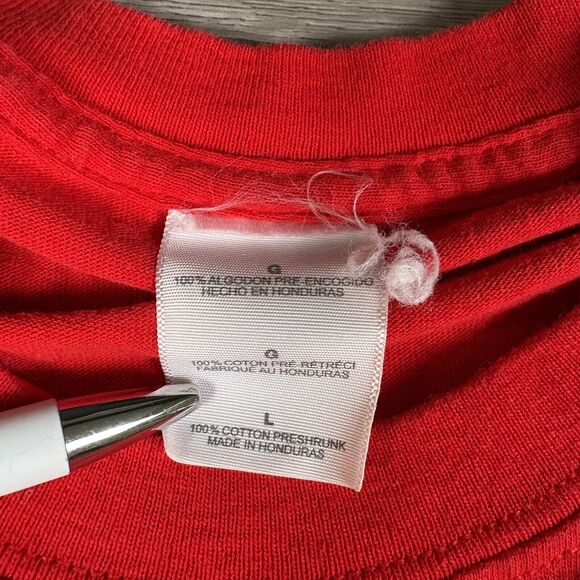 G
100% ALGODON PRE ENCOGIDO
HECHO EN HONDURAS
G
100% COTON PRÉ-RÉTRÉCI
FABRIQUE AU HONDURAS
L
100% COTTON PRESHRUNK
MADE IN HONDURAS